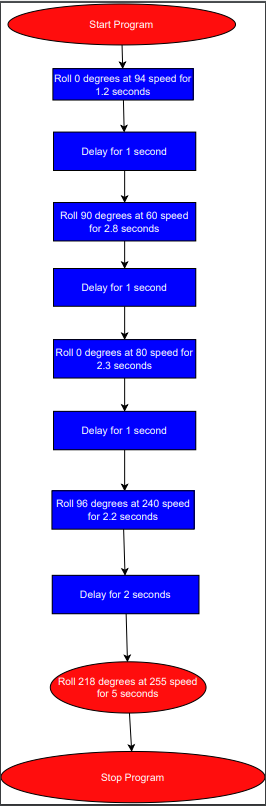 Start Program
Roll 0 degrees at 94 speed for
1.2 seconds
Delay for 1 second
Roll 90 degrees at 60 speed
for 2.8 seconds
Delay for 1 second
Roll 0 degrees at 80 speed for
2.3 seconds
Delay for 1 second
Roll 96 degrees at 240 speed
for 2.2 seconds
Delay for 2 seconds
Roll 218 degrees at 255 speed
for 5 seconds
Stop Program